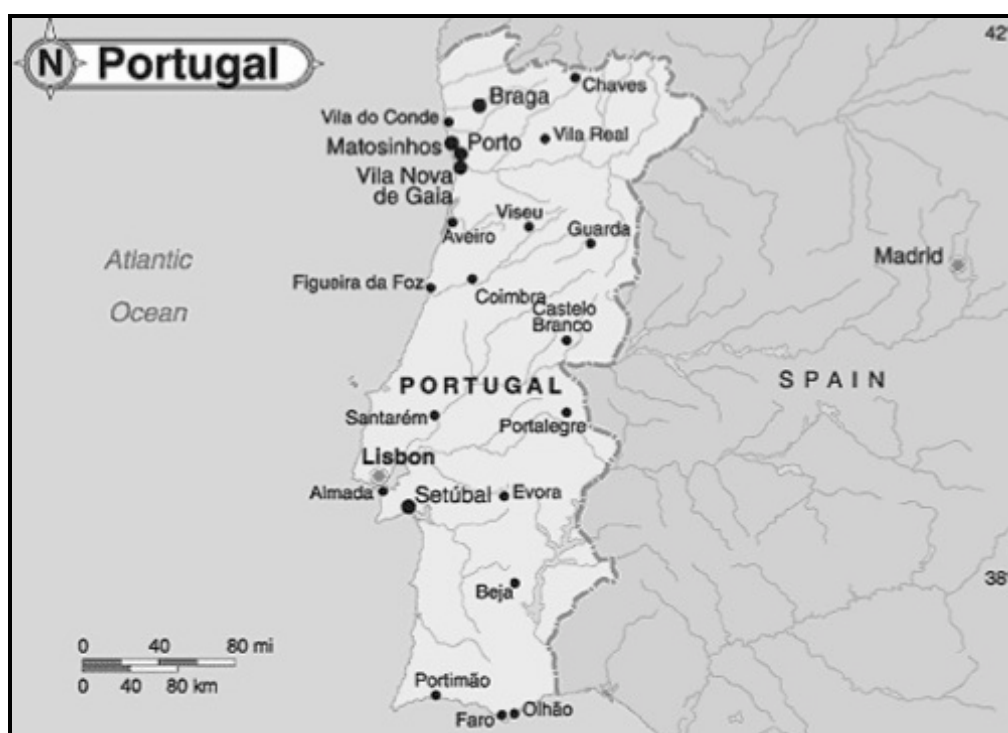 N Portugal
42°
Chaves
Braga
Vila do Conde
Matosinhos
Porto
Vila Real
Vila Nova
de Gaia
Viseu
Aveiro
Guarda
Atlantic
Ocean
Madrid
Figueira da Foz
Coimbra
Castelo
Branco
PORTUGAL
SPAIN
Santarém
Portalegre
Lisbon
Almada
Setúbal
Evora
38°
Beja
0 40 80 mi
0 40 80 km
Portimão
Faro
Olhão